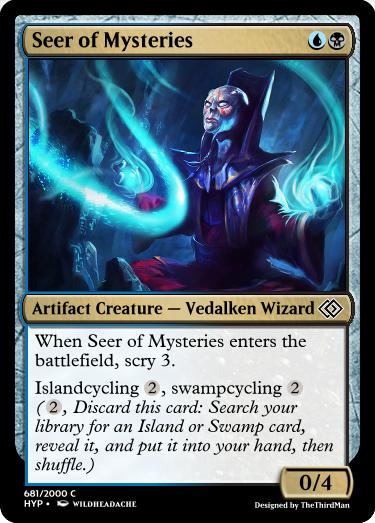 Seer of Mysteries
Artifact Creature — Vedalken Wizard
When Seer of Mysteries enters the
battlefield, scry 3.
Islandcycling 2, swampcycling 2
( 2, Discard this card: Search your
library for an Island or Swamp card,
reveal it, and put it into your hand, then
shuffle.)
0/4
681/2000 C
HYP • WILDHEADACHE
Designed by TheThirdMan